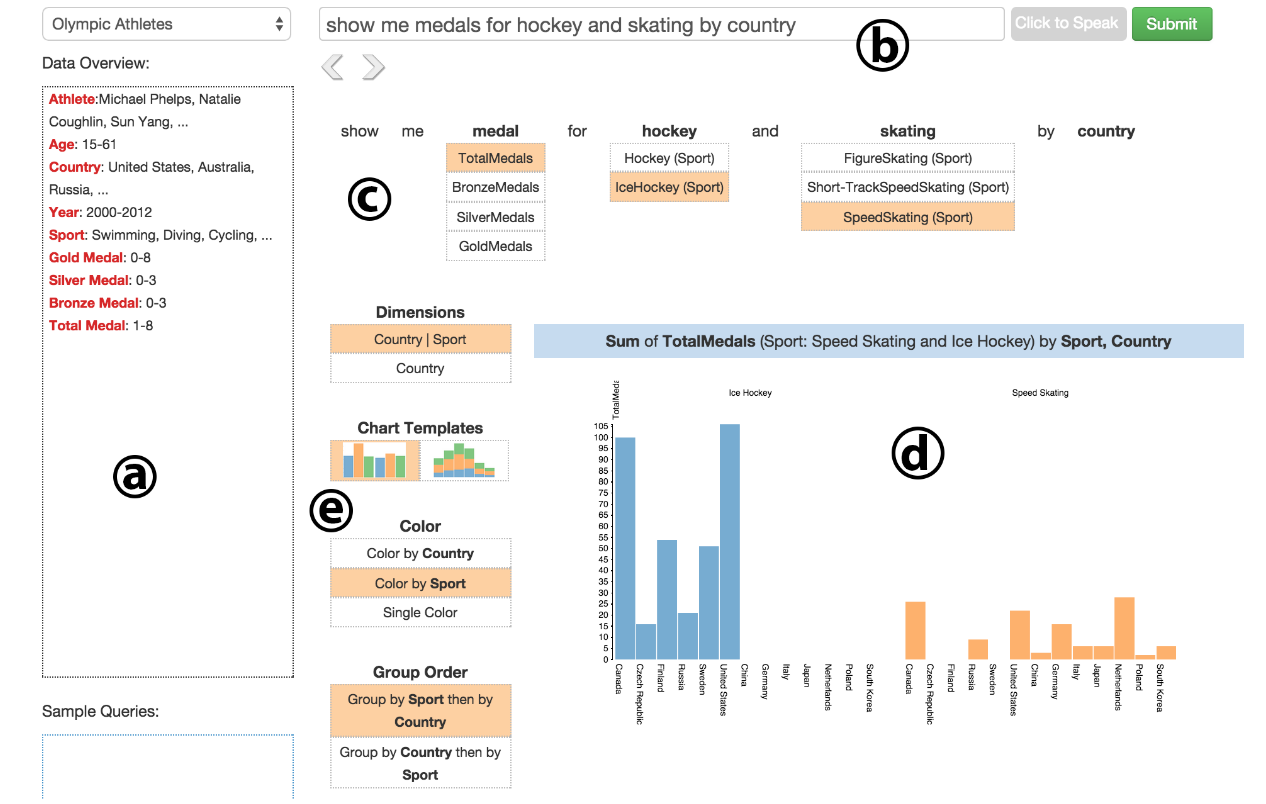 Olympic Athletes
show me medals for hockey and skating by country
Click to Speak
Submit
b
Data Overview:
Athlete:Michael Phelps, Natalie
Coughlin, Sun Yang, ...
Age: 15-61
Country: United States, Australia,
Russia, ...
Year: 2000-2012
Sport: Swimming, Diving, Cycling, ...
Gold Medal: 0-8
Silver Medal: 0-3
Bronze Medal: 0-3
Total Medal: 1-8
a
Sample Queries:
show me medal for hockey and skating by country
TotalMedals
BronzeMedals
SilverMedals
GoldMedals
Hockey (Sport)
IceHockey (Sport)
FigureSkating (Sport)
Short-TrackSpeedSkating (Sport)
SpeedSkating (Sport)
c
Dimensions
Country | Sport
Country
Chart Templates
e
Color
Color by Country
Color by Sport
Single Color
Group Order
Group by Sport then by
Country
Group by Country then by
Sport
Sum of TotalMedals (Sport: Speed Skating and Ice Hockey) by Sport, Country
Ice Hockey
Speed Skating
d
105
100
95
90
85
80
75
70
65
60
55
50
45
40
35
30
25
20
15
10
5
0
Canada
Czech Republic
Finland
Russia
Sweden
United States
China
Germany
Italy
Japan
Netherlands
Poland
South Korea
Canada
Czech Republic
Finland
Russia
Sweden
United States
China
Germany
Italy
Japan
Netherlands
Poland
South Korea